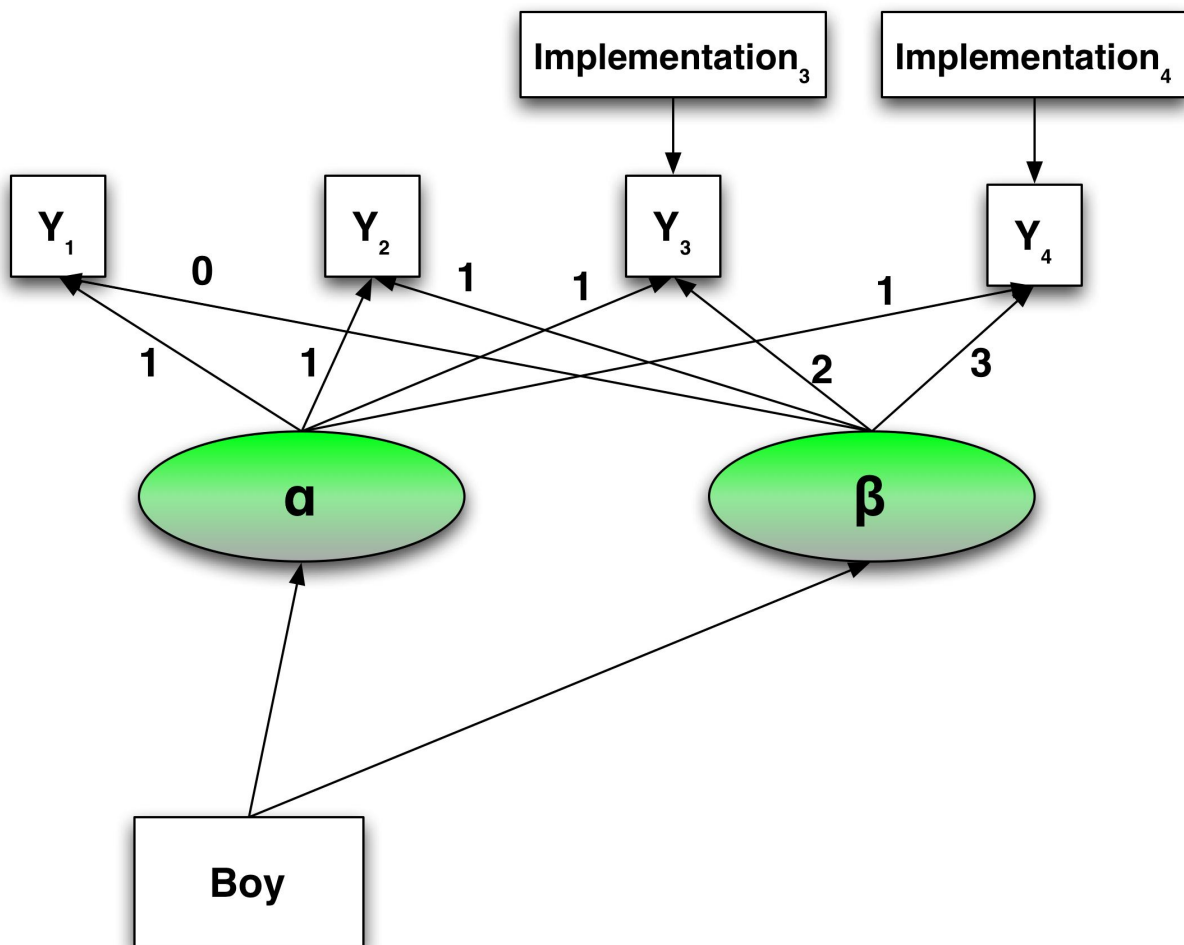 Implementation₃
Implementation₄
Y₁
Y₂
Y₃
Y₄
0
1
1
1
1
1
2
3
α
β
Boy